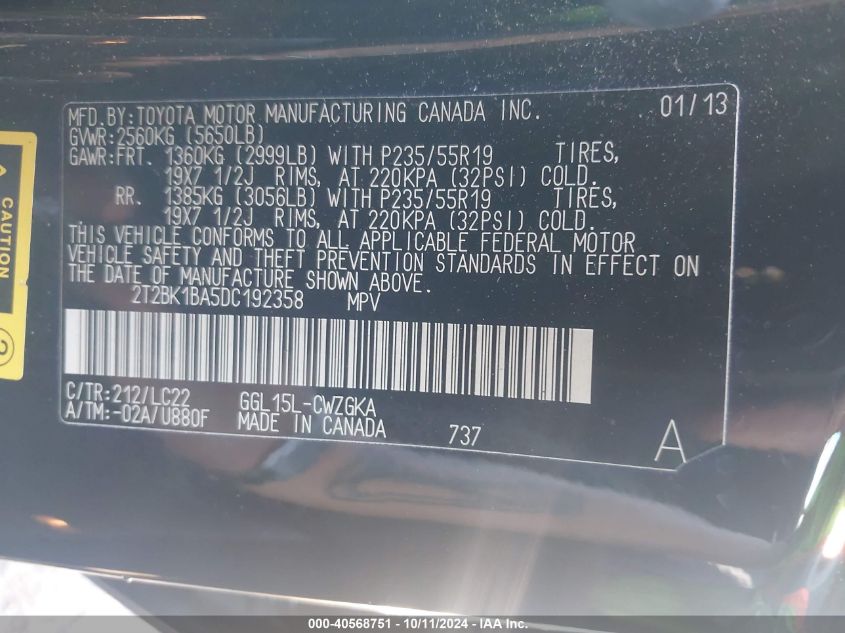 MFD.BY:TOYOTA MOTOR MANUFACTURING CANADA INC. 01/13
GVWR:2560KG (5650LB)
GAWR:FRT. 1360KG (2999LB) WITH P235/55R19 TIRES,
19X7 1/2J RIMS, AT 220KPA (32PSI) COLD.
RR. 1385KG (3056LB) WITH P235/55R19 TIRES,
19X7 1/2J RIMS, AT 220KPA (32PSI) COLD.
THIS VEHICLE CONFORMS TO ALL APPLICABLE FEDERAL MOTOR
VEHICLE SAFETY AND THEFT PREVENTION STANDARDS IN EFFECT ON
THE DATE OF MANUFACTURE SHOWN ABOVE.
2T2BK1BA5DC192358 MPV
C/TR:212/LC22 GGL15L-CWZGKA
A/TM:-02A/U880F MADE IN CANADA 737 A
CAUTION
2
000-40568751 - 10/11/2024 - IAA Inc.